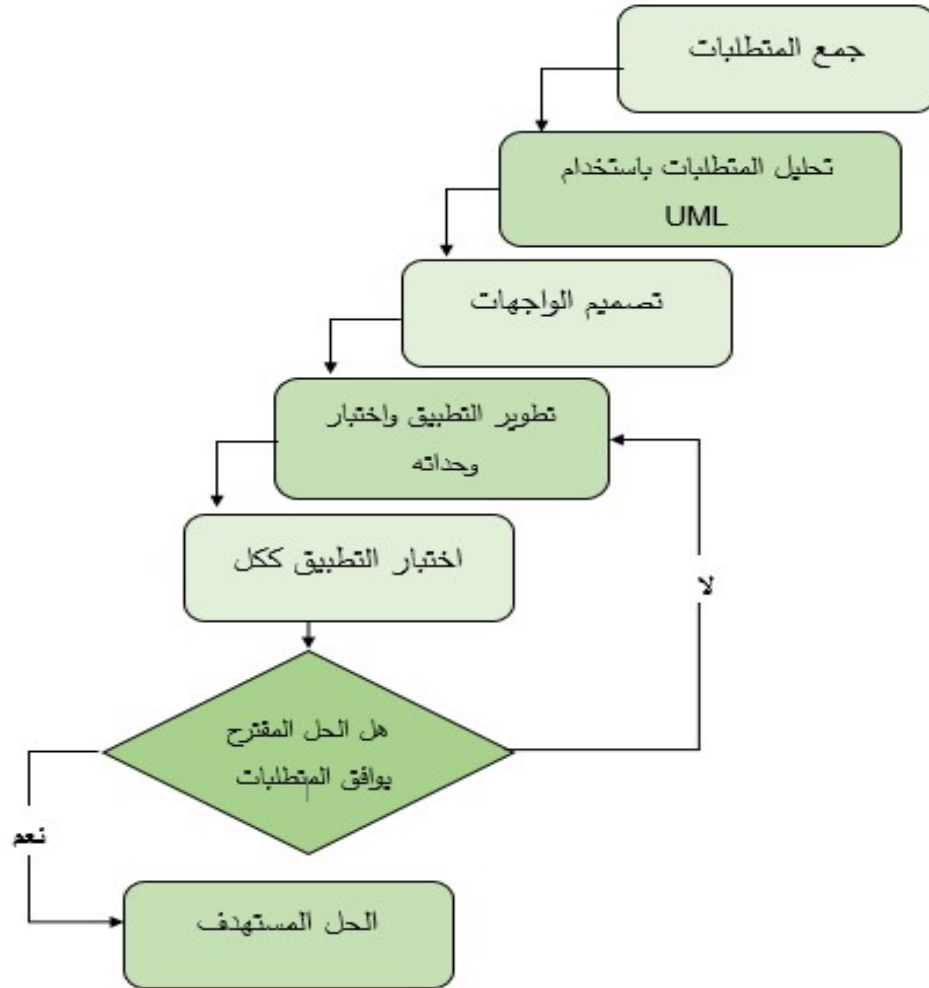 جمع المتطلبات
تحليل المتطلبات باستخدام
UML
تصميم الواجهات
تطوير التطبيق واختبار
وحداته
اختبار التطبيق ككل
لا
هل الحل المقترح
يوافق المتطلبات
نعم
الحل المستهدف